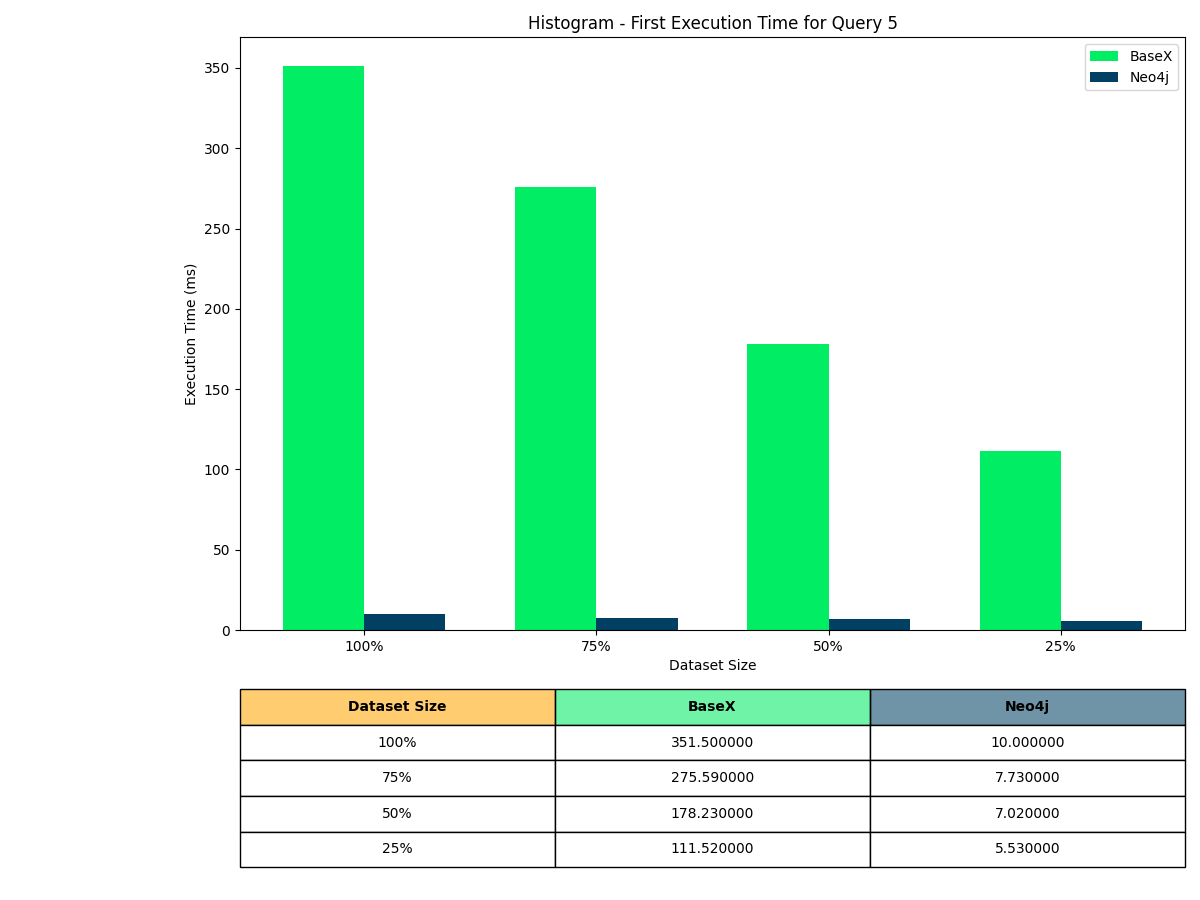 Histogram - First Execution Time for Query 5
BaseX
Neo4j
Execution Time (ms)
350
300
250
200
150
100
50
0
100% 75% 50% 25%
Dataset Size
Dataset Size BaseX Neo4j
100% 351.500000 10.000000
75% 275.590000 7.730000
50% 178.230000 7.020000
25% 111.520000 5.530000